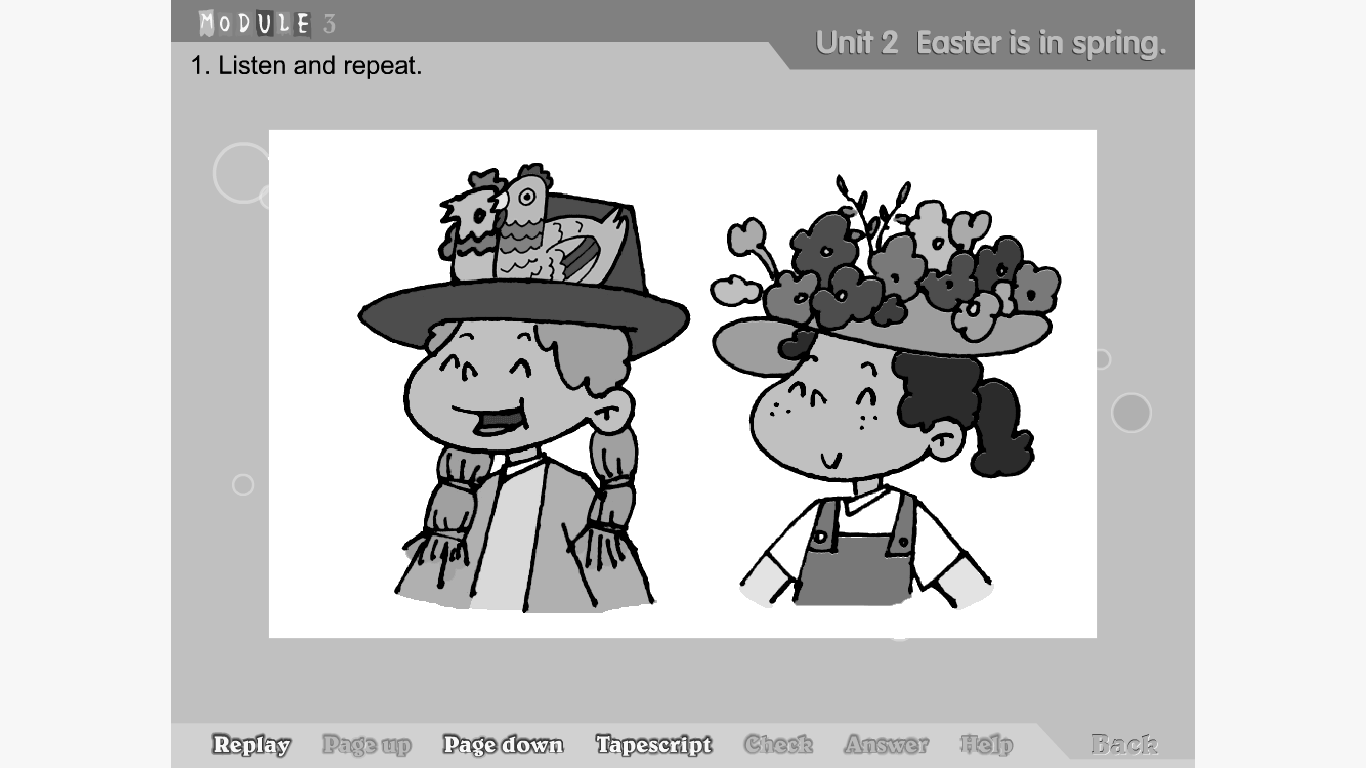 MODULE 3
Unit 2 Easter is in spring.
1. Listen and repeat.
Replay Page up Page down Tapescript Check Answer Help Back